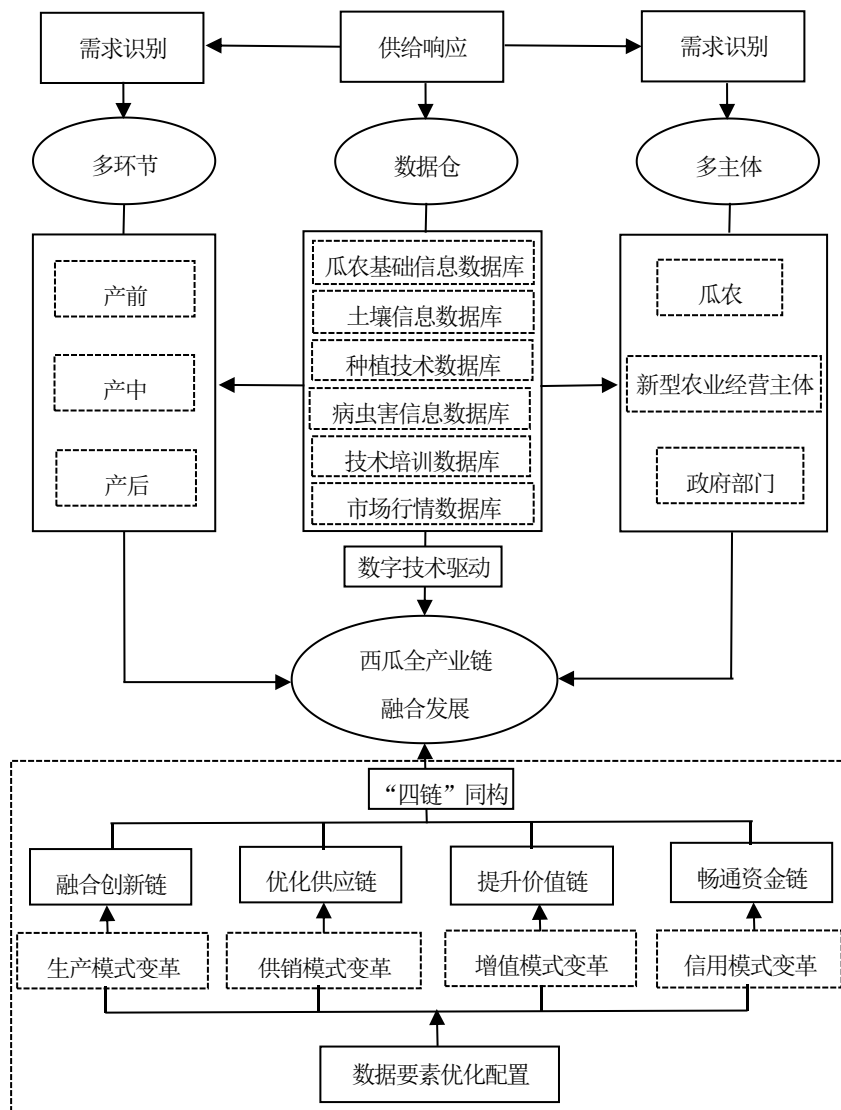 需求识别
供给响应
需求识别
多环节
数据仓
多主体
产前
产中
产后
瓜农基础信息数据库
土壤信息数据库
种植技术数据库
病虫害信息数据库
技术培训数据库
市场行情数据库
瓜农
新型农业经营主体
政府部门
数字技术驱动
西瓜全产业链
融合发展
“四链”同构
融合创新链
优化供应链
提升价值链
畅通资金链
生产模式变革
供销模式变革
增值模式变革
信用模式变革
数据要素优化配置